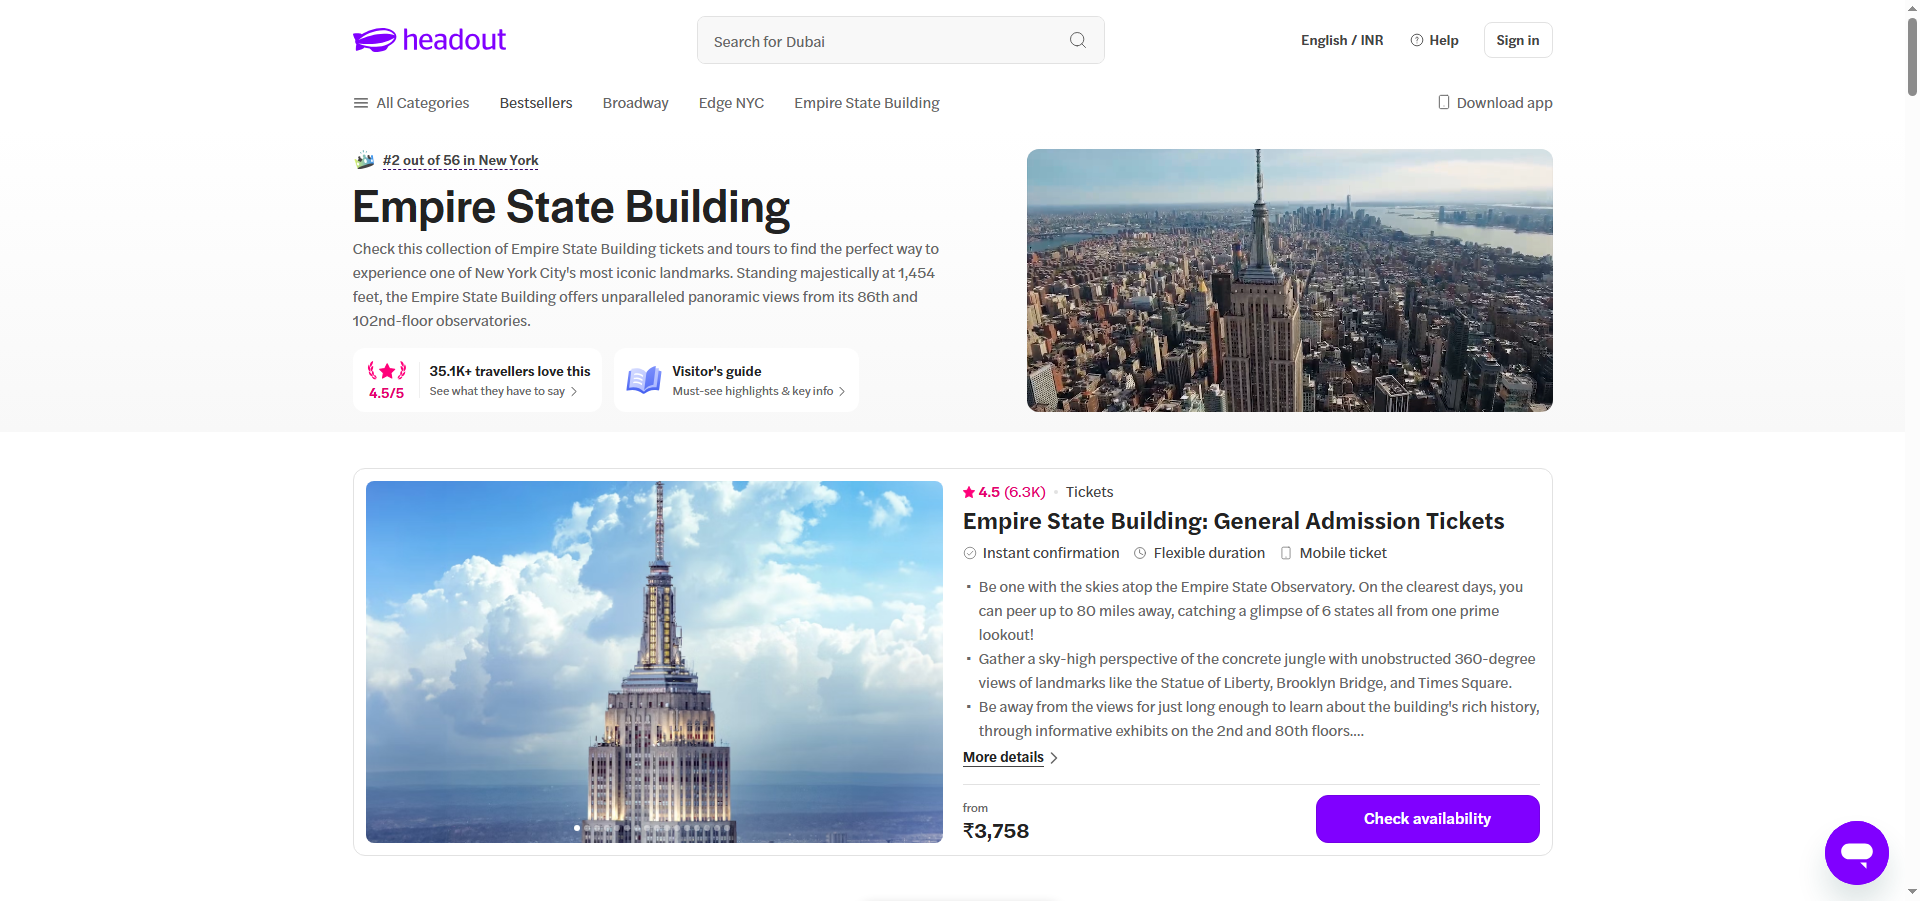 headout
Search for Dubai
English / INR
Help
Sign in
All Categories
Bestsellers
Broadway
Edge NYC
Empire State Building
Download app
#2 out of 56 in New York
Empire State Building
Check this collection of Empire State Building tickets and tours to find the perfect way to
experience one of New York City's most iconic landmarks. Standing majestically at 1,454
feet, the Empire State Building offers unparalleled panoramic views from its 86th and
102nd-floor observatories.
4.5/5
35.1K+ travellers love this
See what they have to say
Visitor's guide
Must-see highlights & key info
4.5 (6.3K)
Tickets
Empire State Building: General Admission Tickets
Instant confirmation
Flexible duration
Mobile ticket
Be one with the skies atop the Empire State Observatory. On the clearest days, you
can peer up to 80 miles away, catching a glimpse of 6 states all from one prime
lookout!
Gather a sky-high perspective of the concrete jungle with unobstructed 360-degree
views of landmarks like the Statue of Liberty, Brooklyn Bridge, and Times Square.
Be away from the views for just long enough to learn about the building's rich history,
through informative exhibits on the 2nd and 80th floors....
More details
from
₹3,758
Check availability